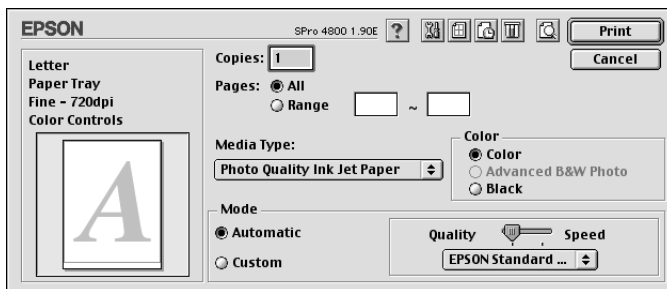 EPSON
SPro 4800 1.90E ?
Print
Cancel
Letter
Paper Tray
Fine - 720dpi
Color Controls
A
Copies: 1
Pages: All
Range ~
Media Type:
Photo Quality Ink Jet Paper
Color
Color
Advanced B&W Photo
Black
Mode
Automatic
Custom
Quality Speed
EPSON Standard ...